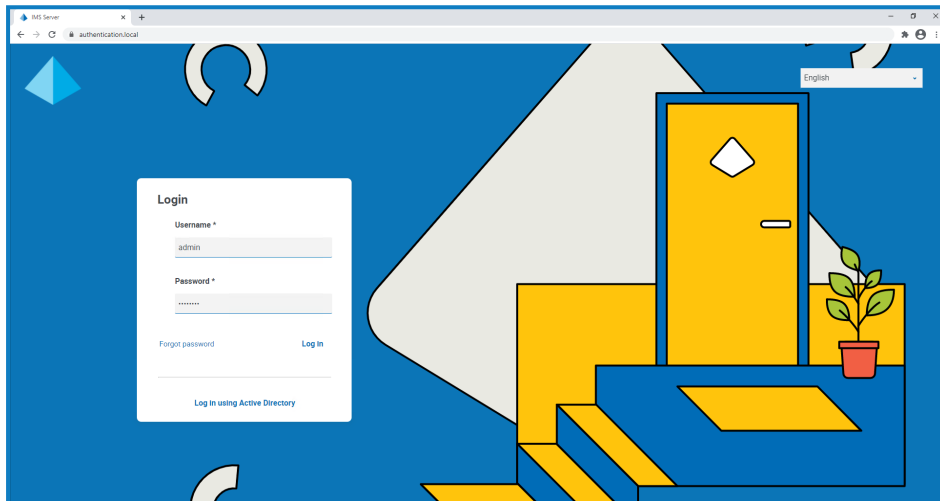 IMS Server
authentication.local
English
Login
Username *
admin
Password *
••••••••
Forgot password
Log in
Log in using Active Directory